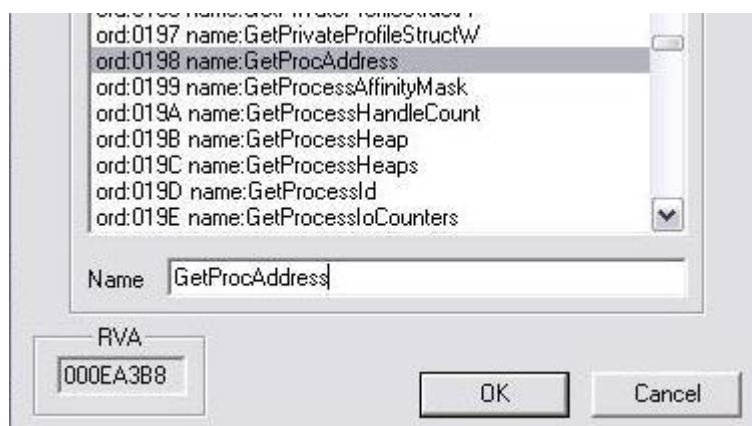 ord:0197 name:GetPrivateProfileStructW
ord:0198 name:GetProcAddress
ord:0199 name:GetProcessAffinityMask
ord:019A name:GetProcessHandleCount
ord:019B name:GetProcessHeap
ord:019C name:GetProcessHeaps
ord:019D name:GetProcessId
ord:019E name:GetProcessIoCounters
Name GetProcAddress
RVA
000EA3B8
OK Cancel